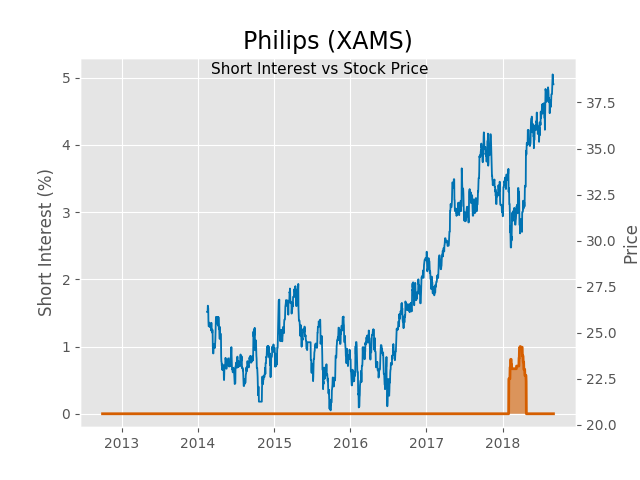 Philips (XAMS)
Short Interest vs Stock Price
Short Interest (%)
5
4
3
2
1
0
37.5
35.0
32.5
30.0
27.5
25.0
22.5
20.0
Price
2013 2014 2015 2016 2017 2018